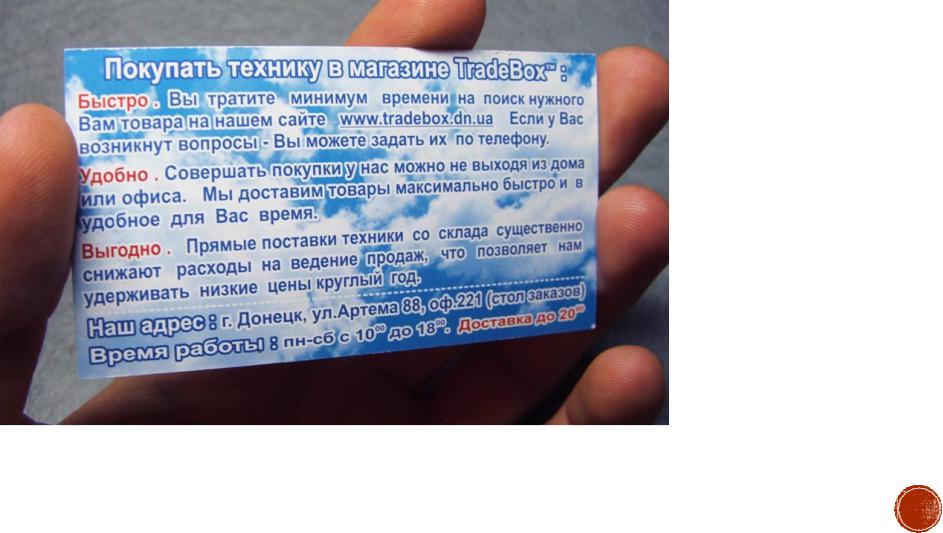 Покупать технику в магазине TradeBox™ :
Быстро . Вы тратите минимум времени на поиск нужного
Вам товара на нашем сайте www.tradebox.dn.ua Если у Вас
возникнут вопросы - Вы можете задать их по телефону.
Удобно . Совершать покупки у нас можно не выходя из дома
или офиса. Мы доставим товары максимально быстро и в
удобное для Вас время.
Выгодно . Прямые поставки техники со склада существенно
снижают расходы на ведение продаж, что позволяет нам
удерживать низкие цены круглый год.
Наш адрес : г. Донецк, ул.Артема 88, оф.221 (стол заказов)
Время работы : пн-сб с 10⁰⁰ до 18⁰⁰. Доставка до 20⁰⁰